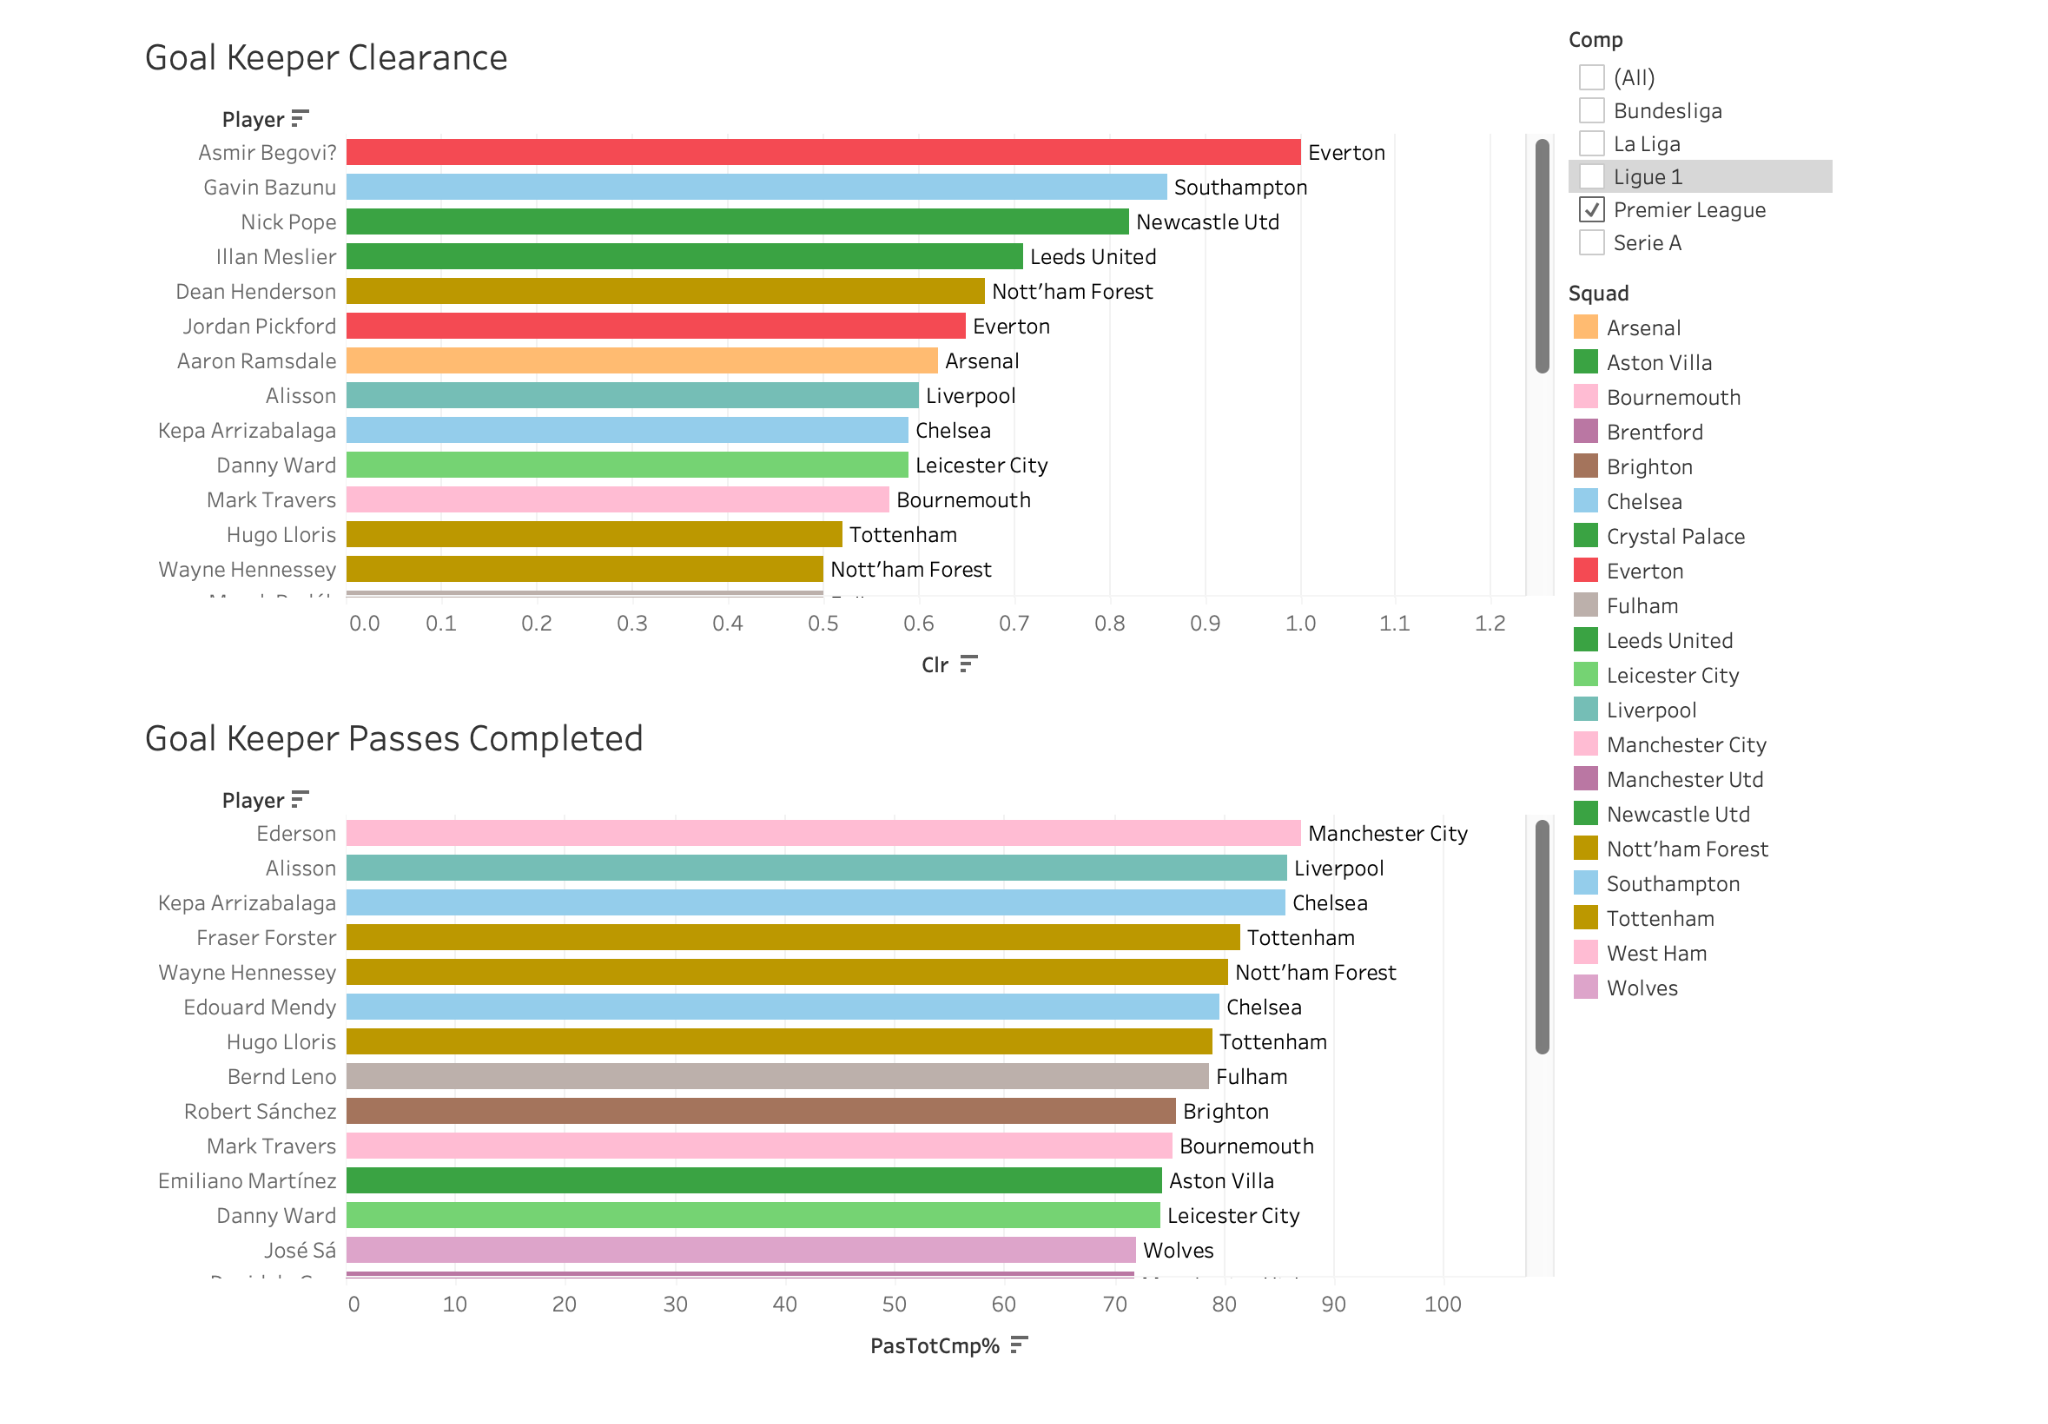 Goal Keeper Clearance
Player
Asmir Begovi? Everton
Gavin Bazunu Southampton
Nick Pope Newcastle Utd
Illan Meslier Leeds United
Dean Henderson Nott'ham Forest
Jordan Pickford Everton
Aaron Ramsdale Arsenal
Alisson Liverpool
Kepa Arrizabalaga Chelsea
Danny Ward Leicester City
Mark Travers Bournemouth
Hugo Lloris Tottenham
Wayne Hennessey Nott'ham Forest
0.0 0.1 0.2 0.3 0.4 0.5 0.6 0.7 0.8 0.9 1.0 1.1 1.2
Clr
Goal Keeper Passes Completed
Player
Ederson Manchester City
Alisson Liverpool
Kepa Arrizabalaga Chelsea
Fraser Forster Tottenham
Wayne Hennessey Nott'ham Forest
Edouard Mendy Chelsea
Hugo Lloris Tottenham
Bernd Leno Fulham
Robert Sánchez Brighton
Mark Travers Bournemouth
Emiliano Martínez Aston Villa
Danny Ward Leicester City
José Sá Wolves
0 10 20 30 40 50 60 70 80 90 100
PasTotCmp%
Comp
(All)
Bundesliga
La Liga
Ligue 1
Premier League
Serie A
Squad
Arsenal
Aston Villa
Bournemouth
Brentford
Brighton
Chelsea
Crystal Palace
Everton
Fulham
Leeds United
Leicester City
Liverpool
Manchester City
Manchester Utd
Newcastle Utd
Nott'ham Forest
Southampton
Tottenham
West Ham
Wolves